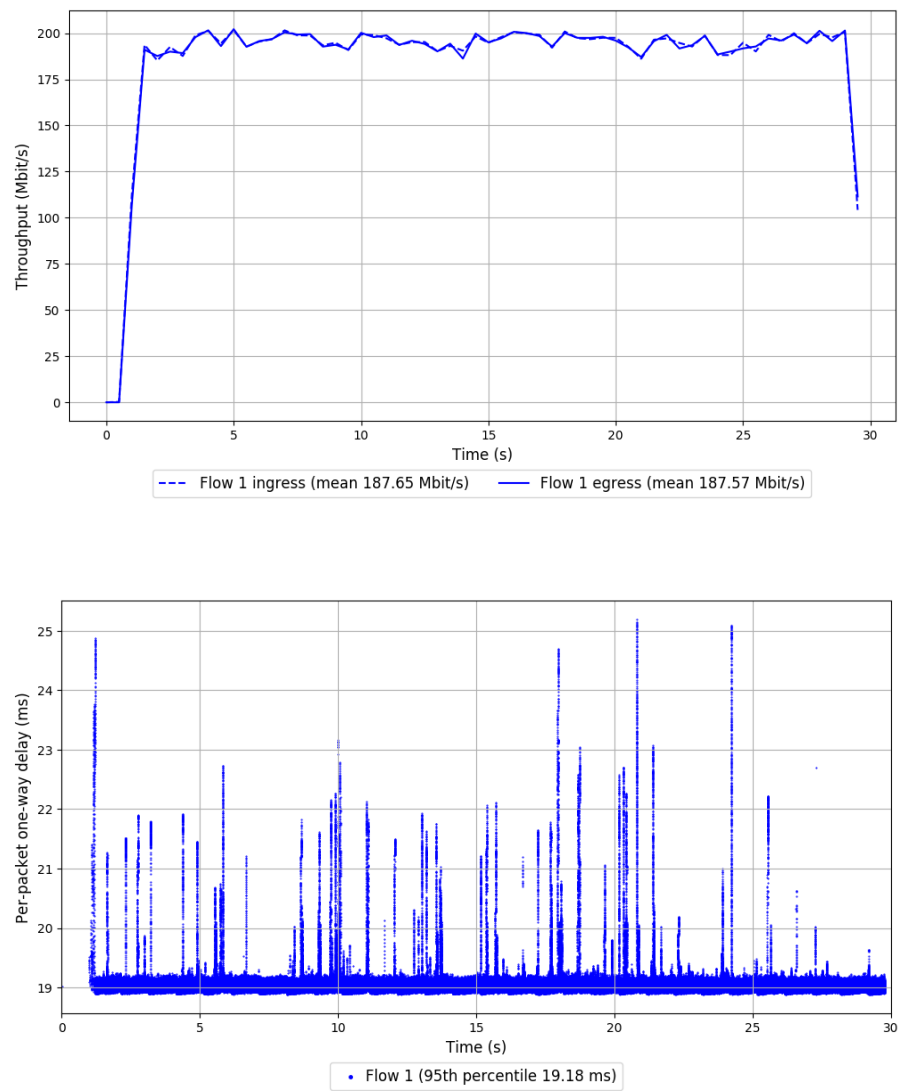 200
175
150
125
100
75
50
25
0
Throughput (Mbit/s)
0 5 10 15 20 25 30
Time (s)
Flow 1 ingress (mean 187.65 Mbit/s) Flow 1 egress (mean 187.57 Mbit/s)
25
24
23
22
21
20
19
Per-packet one-way delay (ms)
0 5 10 15 20 25 30
Time (s)
Flow 1 (95th percentile 19.18 ms)